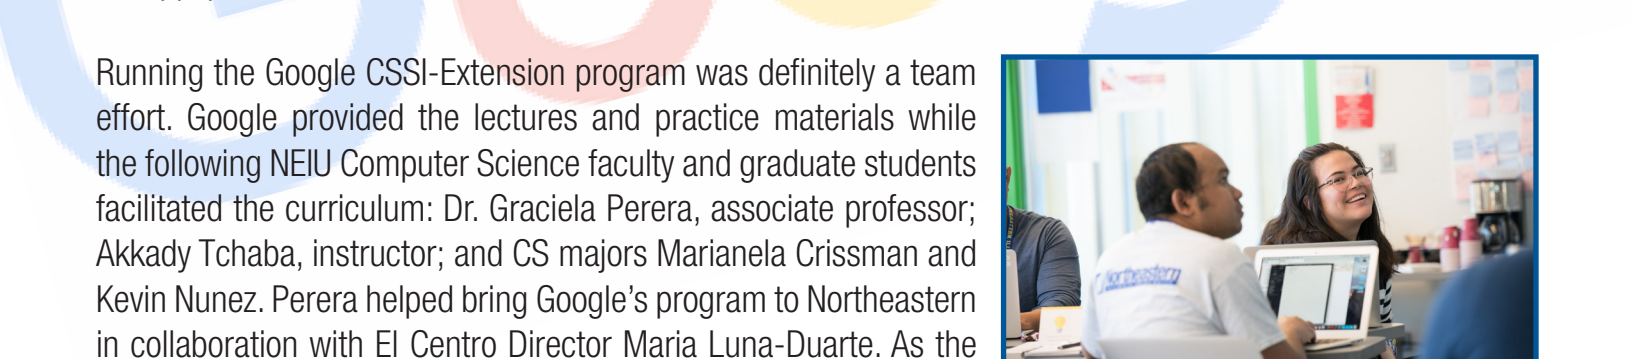 Running the Google CSSI-Extension program was definitely a team
effort. Google provided the lectures and practice materials while
the following NEIU Computer Science faculty and graduate students
facilitated the curriculum: Dr. Graciela Perera, associate professor;
Akkady Tchaba, instructor; and CS majors Marianela Crissman and
Kevin Nunez. Perera helped bring Google’s program to Northeastern
in collaboration with El Centro Director Maria Luna-Duarte. As the
Northeastern